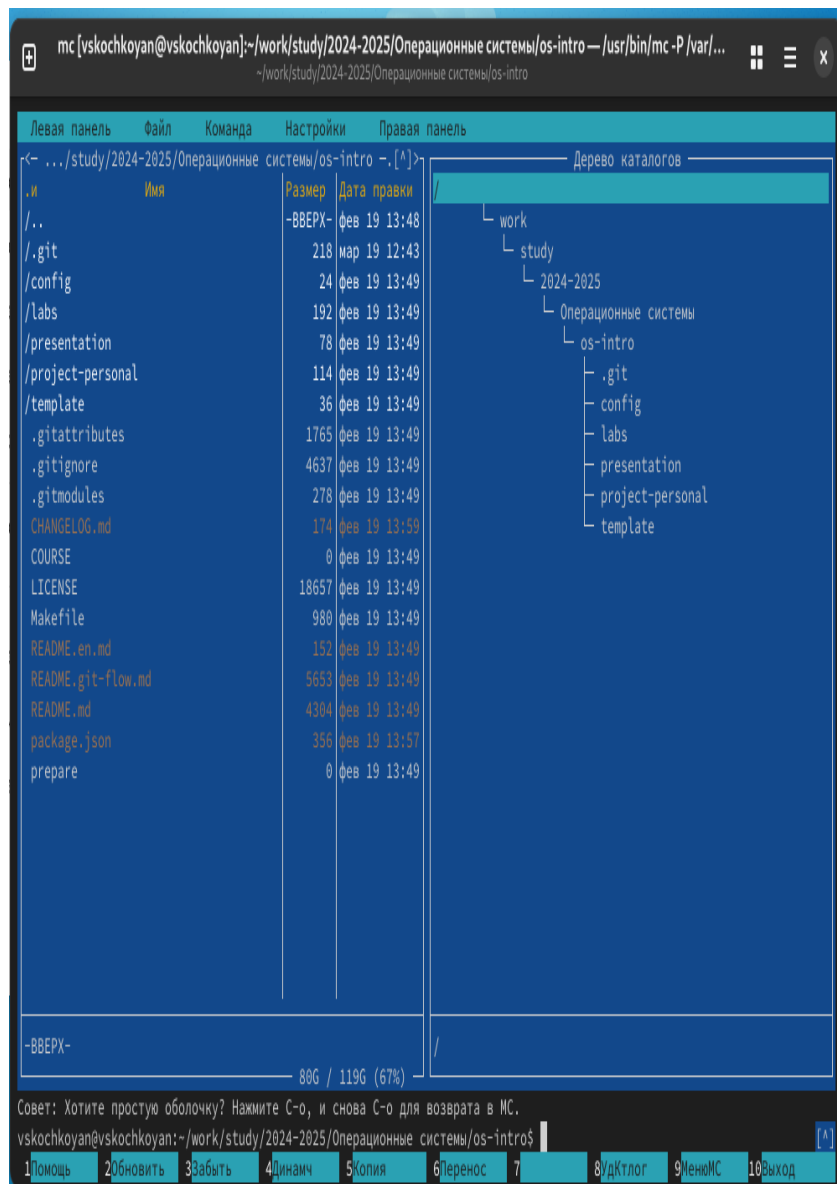 mc [vskochkoyan@vskochkoyan]:~/work/study/2024-2025/Операционные системы/os-intro — /usr/bin/mc -P /var/...
~/work/study/2024-2025/Операционные системы/os-intro
Левая панель Файл Команда Настройки Правая панель
<- .../study/2024-2025/Операционные системы/os-intro -.[^]>
.и Имя Размер Дата правки
/.. -ВВЕРХ- фев 19 13:48
/.git 218 мар 19 12:43
/config 24 фев 19 13:49
/labs 192 фев 19 13:49
/presentation 78 фев 19 13:49
/project-personal 114 фев 19 13:49
/template 36 фев 19 13:49
.gitattributes 1765 фев 19 13:49
.gitignore 4637 фев 19 13:49
.gitmodules 278 фев 19 13:49
CHANGELOG.md 174 фев 19 13:59
COURSE 0 фев 19 13:49
LICENSE 18657 фев 19 13:49
Makefile 980 фев 19 13:49
README.en.md 152 фев 19 13:49
README.git-flow.md 5653 фев 19 13:49
README.md 4304 фев 19 13:49
package.json 356 фев 19 13:57
prepare 0 фев 19 13:49
-ВВЕРХ-
80G / 119G (67%)
Дерево каталогов
/
work
study
2024-2025
Операционные системы
os-intro
.git
config
labs
presentation
project-personal
template
/
Совет: Хотите простую оболочку? Нажмите C-o, и снова C-o для возврата в MC.
vskochkoyan@vskochkoyan:~/work/study/2024-2025/Операционные системы/os-intro$ [^]
1Помощь 2Обновить 3Забыть 4Динамч 5Копия 6Перенос 7 8УдКтлог 9МенюMC 10Выход